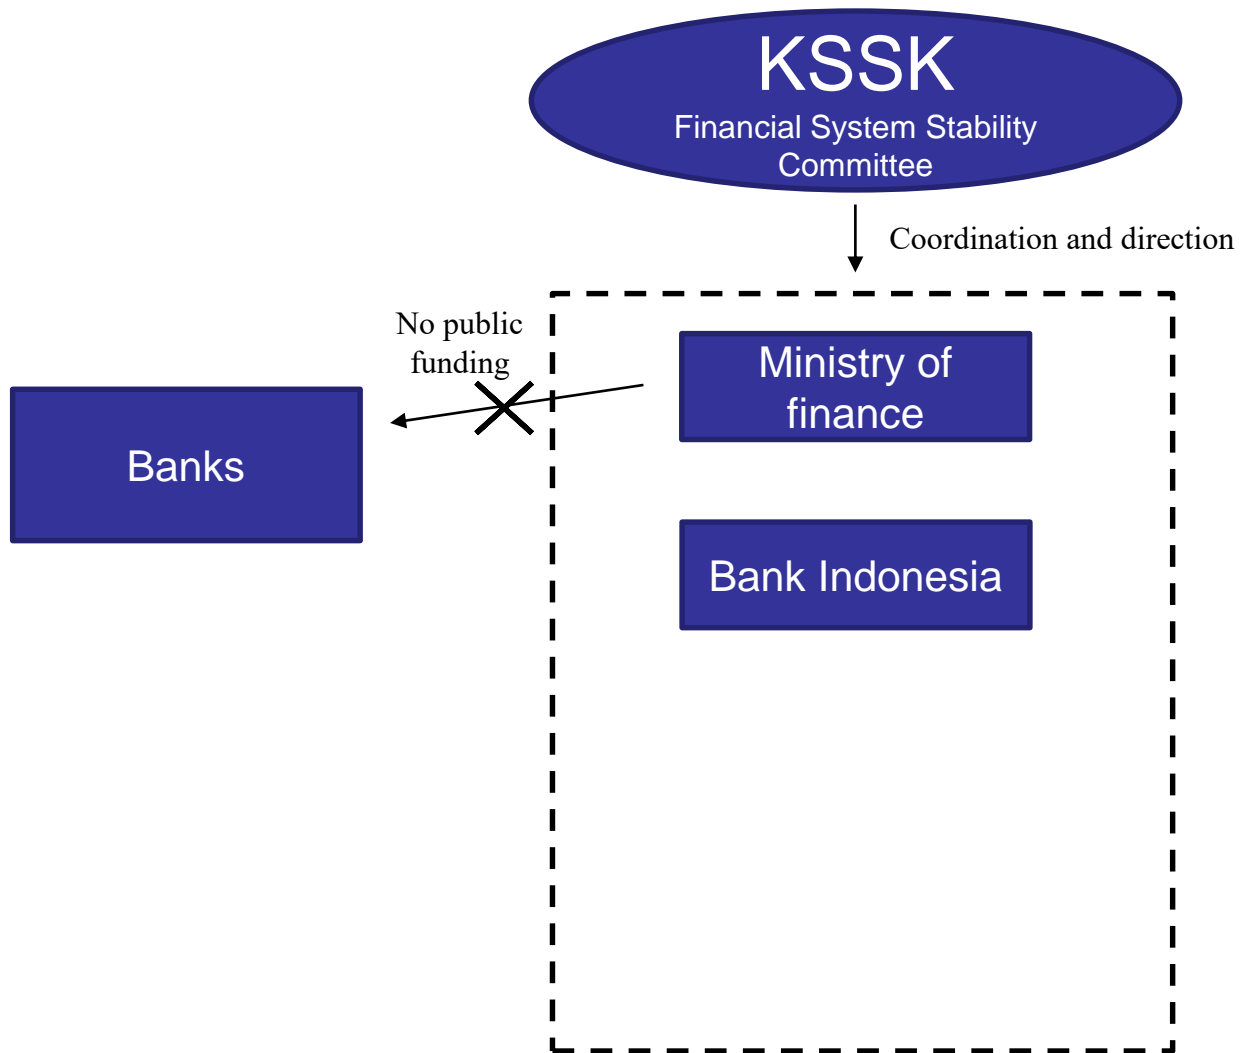 KSSK
Financial System Stability
Committee
Coordination and direction
No public
funding
Ministry of
finance
Banks
Bank Indonesia